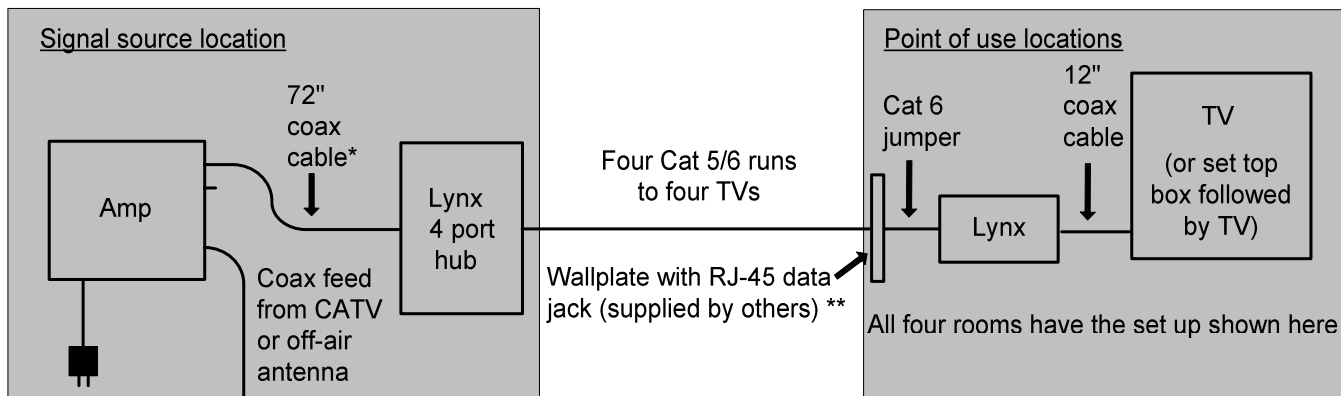 Signal source location
72"
coax
cable*
Amp
Lynx
4 port
hub
Coax feed
from CATV
or off-air
antenna
Four Cat 5/6 runs
to four TVs
Wallplate with RJ-45 data
jack (supplied by others) **
Point of use locations
Cat 6
jumper
12"
coax
cable
Lynx
TV
(or set top
box followed
by TV)
All four rooms have the set up shown here